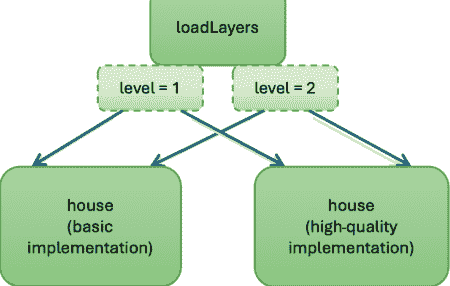 loadLayers
level = 1
level = 2
house
(basic
implementation)
house
(high-quality
implementation)